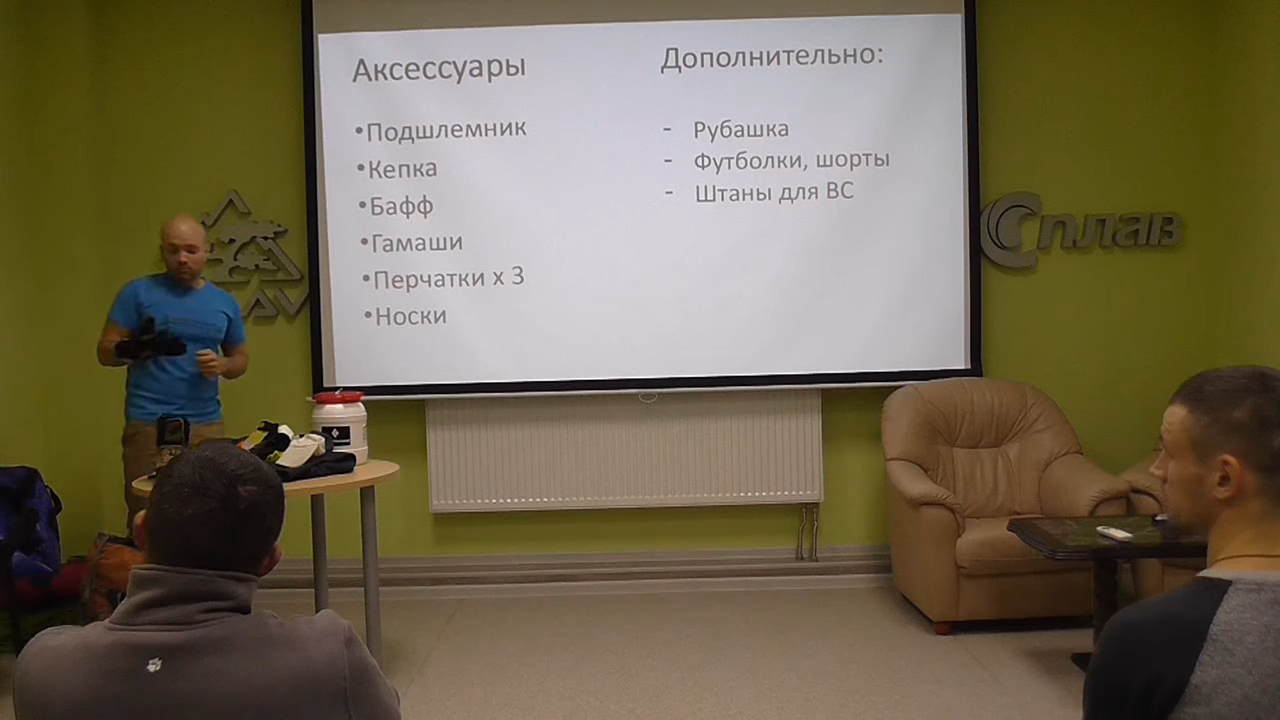 Аксессуары
•Подшлемник
•Кепка
•Бафф
•Гамаши
•Перчатки x 3
•Носки
Дополнительно:
- Рубашка
- Футболки, шорты
- Штаны для ВС
Сплав